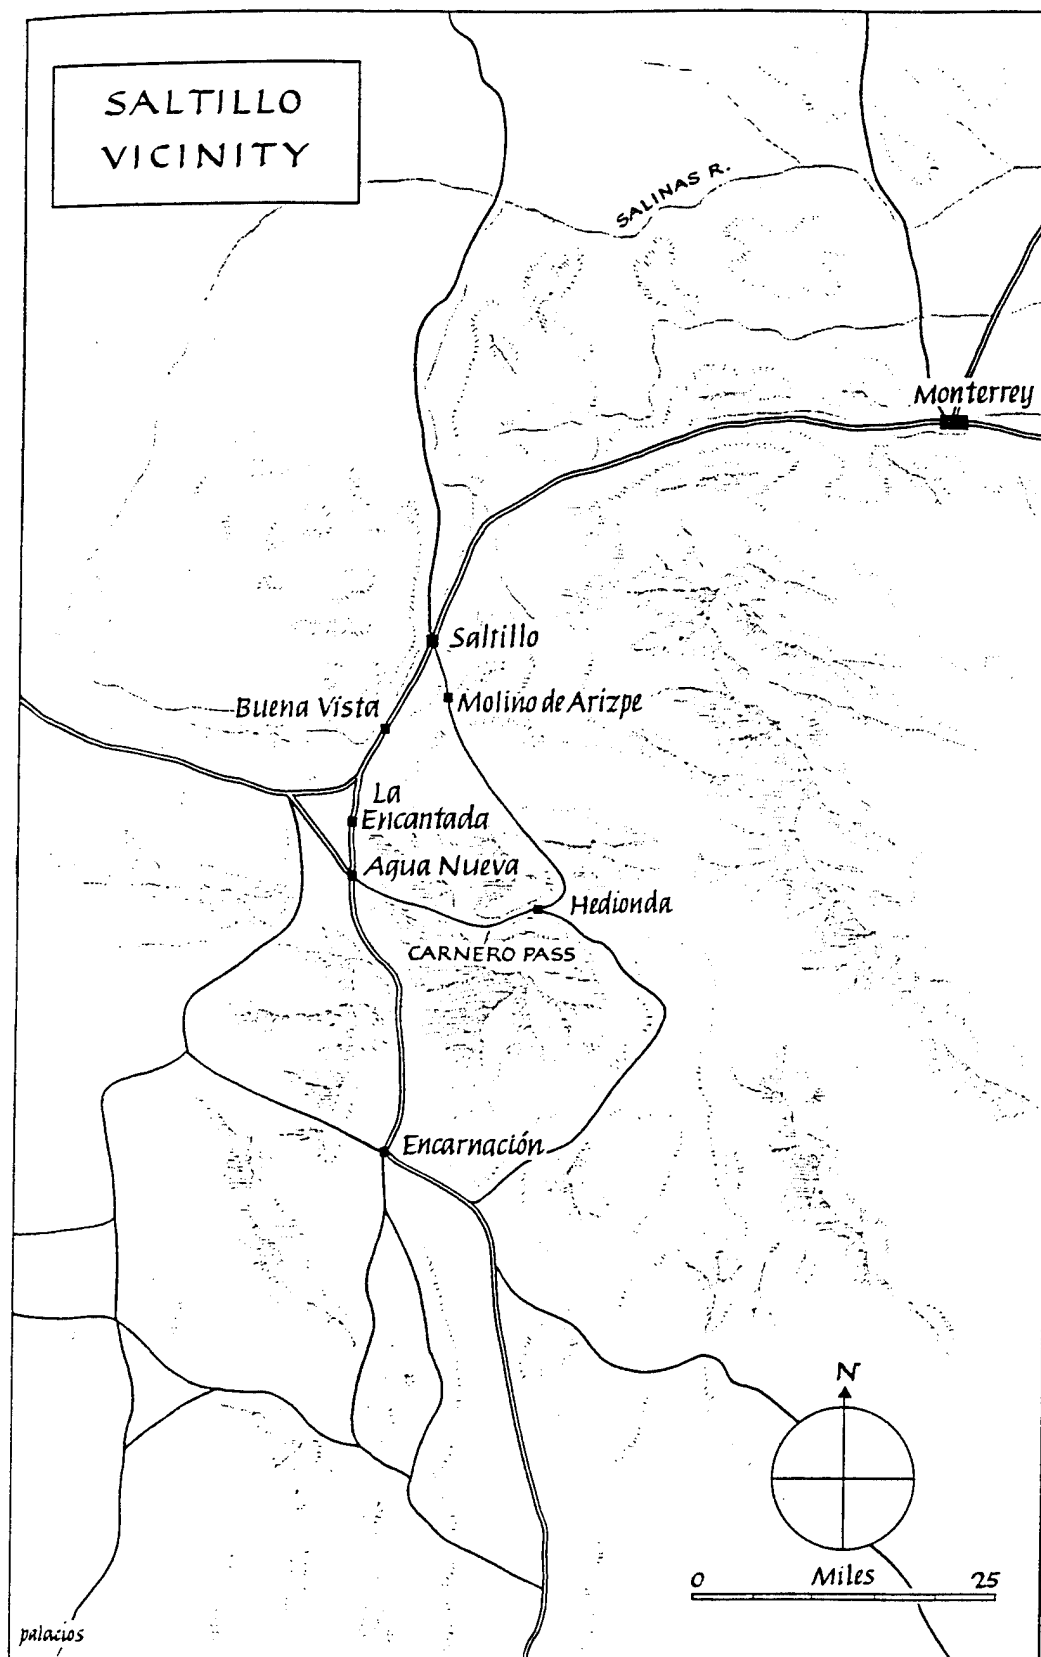 SALTILLO
VICINITY
SALINAS R.
Monterrey
Saltillo
Buena Vista
Molino de Arizpe
La
Encantada
Agua Nueva
Hedionda
CARNERO PASS
Encarnación
N
0 Miles 25
palacios